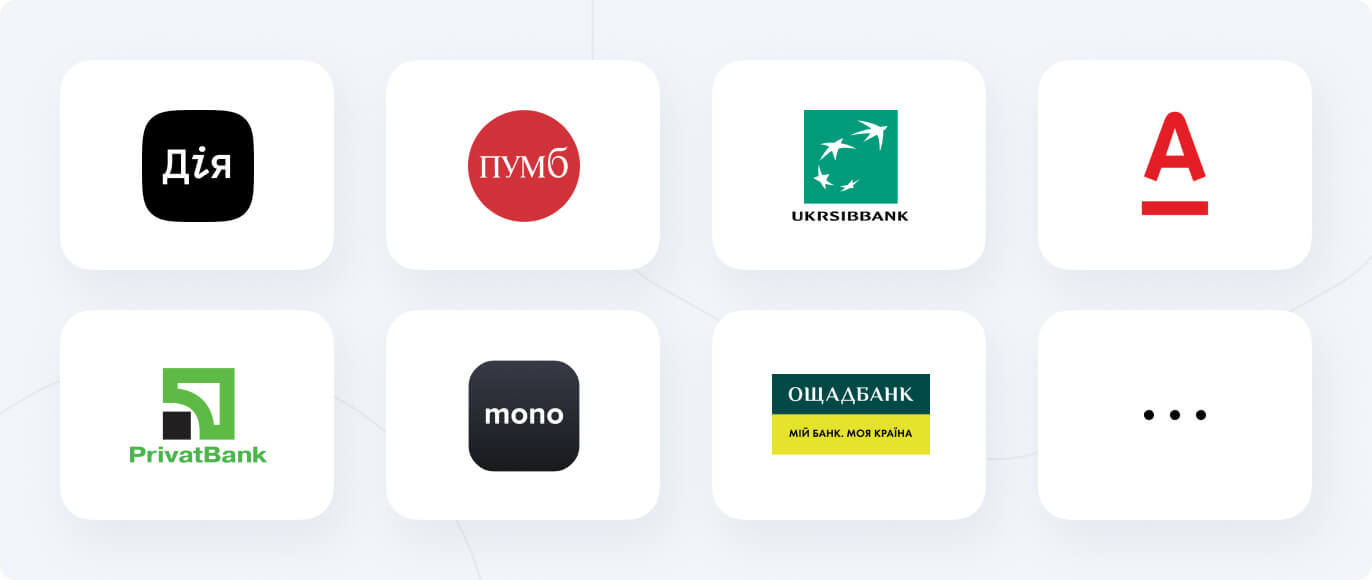 Дія
ПУМБ
UKRSIBBANK
A
PrivatBank
mono
ОЩАДБАНК
МІЙ БАНК. МОЯ КРАЇНА